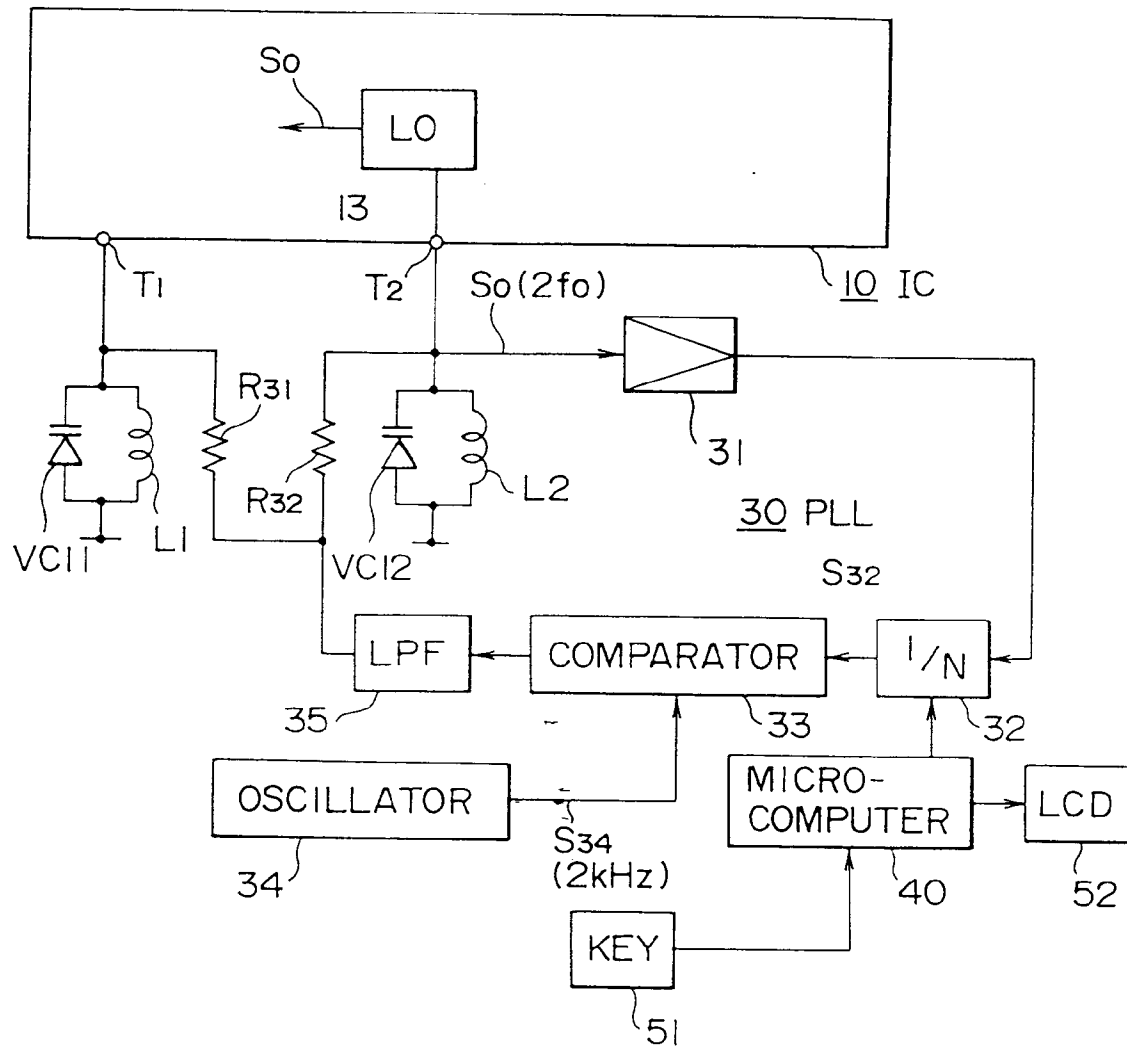 So
LO
13
T1
T2
So(2fo)
10 IC
R31
R32
31
L2
30 PLL
VC11
L1
VC12
S32
LPF
COMPARATOR
1/N
35
33
32
OSCILLATOR
MICRO-
COMPUTER
LCD
S34
(2kHz)
34
40
52
KEY
51